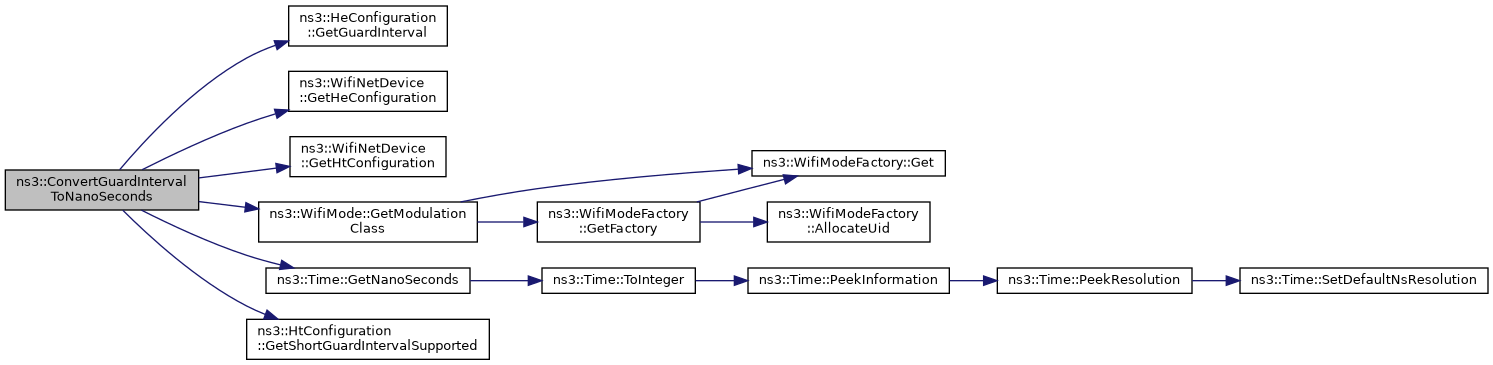 ns3::ConvertGuardInterval
ToNanoSeconds
ns3::HeConfiguration
::GetGuardInterval
ns3::WifiNetDevice
::GetHeConfiguration
ns3::WifiNetDevice
::GetHtConfiguration
ns3::WifiMode::GetModulation
Class
ns3::Time::GetNanoSeconds
ns3::HtConfiguration
::GetShortGuardIntervalSupported
ns3::WifiModeFactory::Get
ns3::WifiModeFactory
::GetFactory
ns3::WifiModeFactory
::AllocateUid
ns3::Time::ToInteger
ns3::Time::PeekInformation
ns3::Time::PeekResolution
ns3::Time::SetDefaultNsResolution